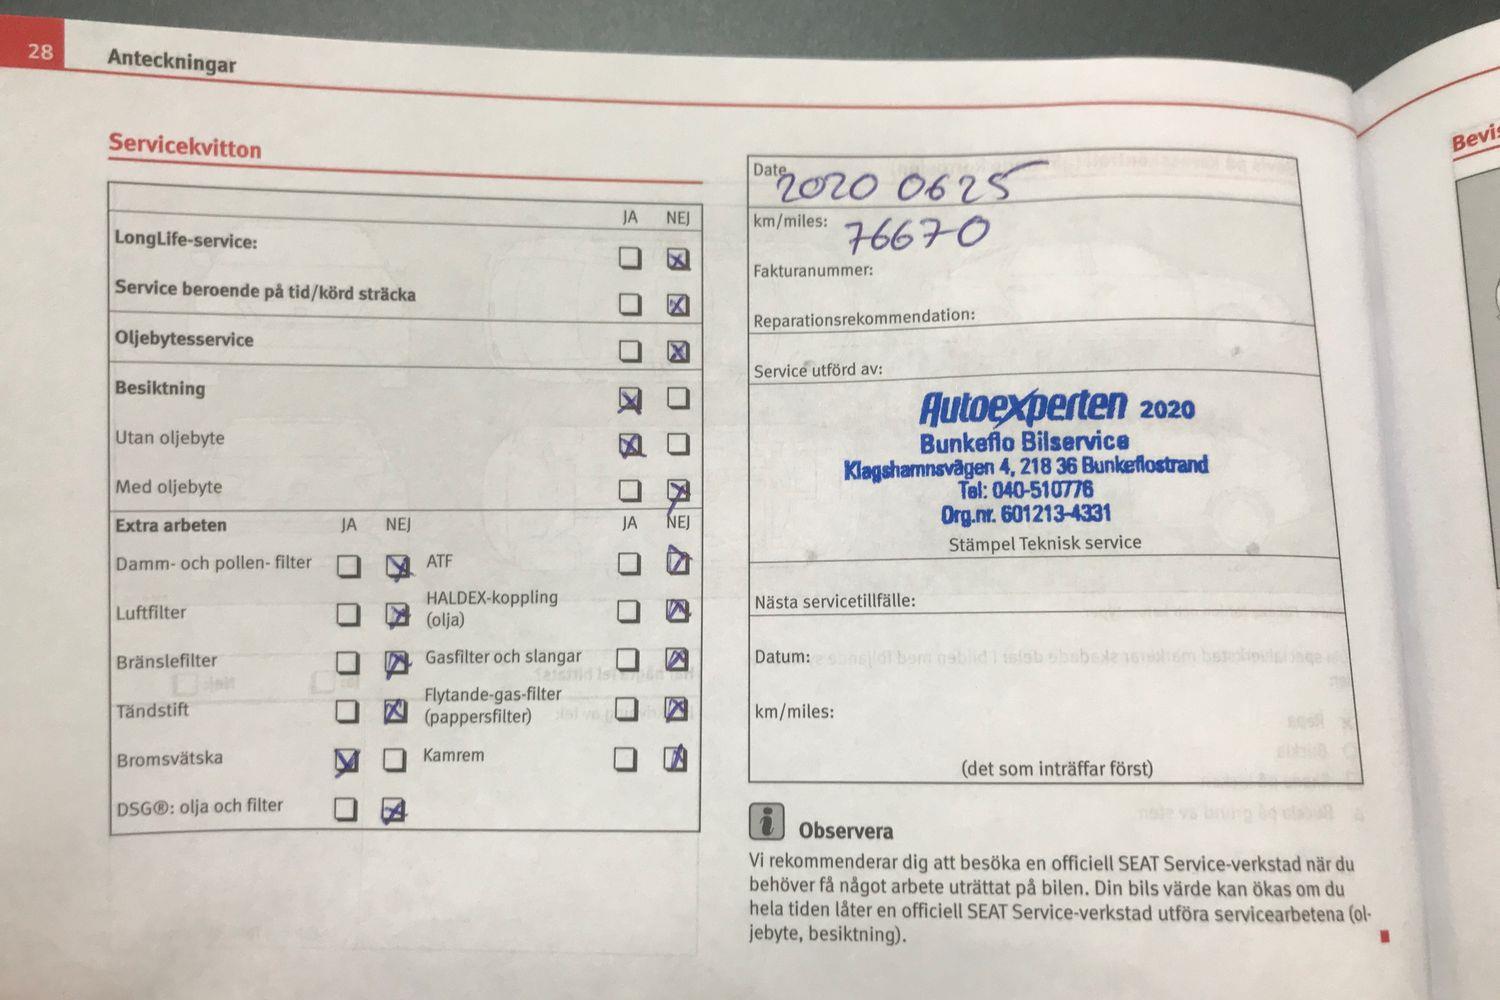 28
Anteckningar
Servicekvitton
JA NEJ
LongLife-service:
Service beroende på tid/körd sträcka
Oljebytesservice
Besiktning
Utan oljebyte
Med oljebyte
Extra arbeten JA NEJ JA NEJ
Damm- och pollen- filter ATF
Luftfilter HALDEX-koppling
(olja)
Bränslefilter Gasfilter och slangar
Tändstift Flytande-gas-filter
(pappersfilter)
Bromsvätska Kamrem
DSG®: olja och filter
Date 2020 0625
km/miles: 76670
Fakturanummer:
Reparationsrekommendation:
Service utförd av:
Autoexperten 2020
Bunkeflo Bilservice
Klagshamnsvägen 4, 218 36 Bunkeflostrand
Tel: 040-510776
Org.nr. 601213-4331
Stämpel Teknisk service
Nästa servicetillfälle:
Datum:
km/miles:
(det som inträffar först)
Observera
Vi rekommenderar dig att besöka en officiell SEAT Service-verkstad när du
behöver få något arbete uträttat på bilen. Din bils värde kan ökas om du
hela tiden låter en officiell SEAT Service-verkstad utföra servicearbetena (ol-
jebyte, besiktning).